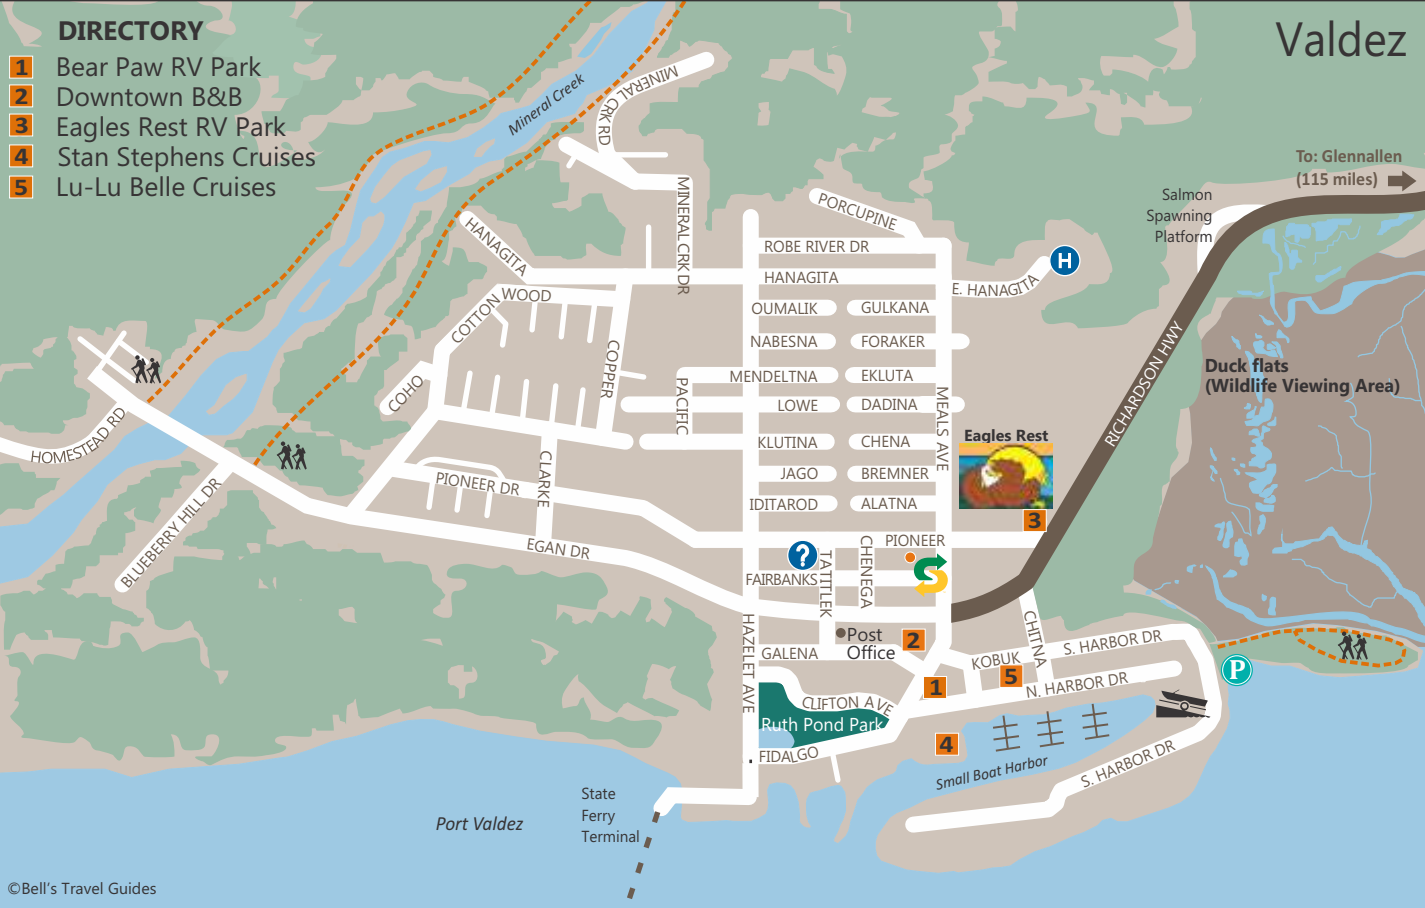 DIRECTORY
1 Bear Paw RV Park
2 Downtown B&B
3 Eagles Rest RV Park
4 Stan Stephens Cruises
5 Lu-Lu Belle Cruises
Valdez
Mineral Creek
MINERAL CRK RD
To: Glennallen
(115 miles)
Salmon
Spawning
Platform
MINERAL CRK DR
PORCUPINE
HANAGITA
ROBE RIVER DR
HANAGITA
E. HANAGITA
H
COTTON WOOD
OUMALIK
GULKANA
NABESNA
FORAKER
COPPER
RICHARDSON HWY
Duck flats
(Wildlife Viewing Area)
COHO
PACIFIC
MENDELTNA
EKLUTA
MEALS AVE
LOWE
DADINA
HOMESTEAD RD
KLUTINA
CHENA
Eagles Rest
CLARKE
JAGO
BREMNER
PIONEER DR
IDITAROD
ALATNA
3
BLUEBERRY HILL DR
EGAN DR
?
TATITLEK
CHENEGA
PIONEER
S
FAIRBANKS
HAZELET AVE
Post
Office
2
CHITNA
S. HARBOR DR
GALENA
KOBUK
5
P
1
N. HARBOR DR
CLIFTON AVE
Ruth Pond Park
4
FIDALGO
Small Boat Harbor
S. HARBOR DR
State
Ferry
Terminal
Port Valdez
©Bell's Travel Guides